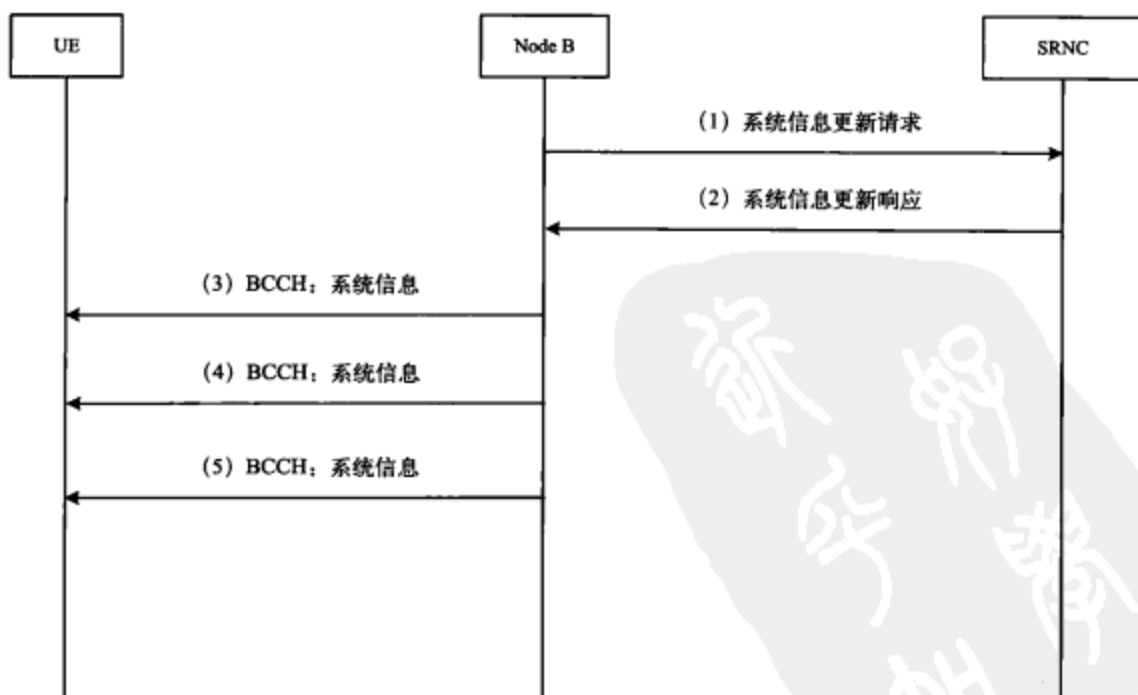 UE
Node B
SRNC
(1) 系统信息更新请求
(2) 系统信息更新响应
(3) BCCH：系统信息
(4) BCCH：系统信息
(5) BCCH：系统信息